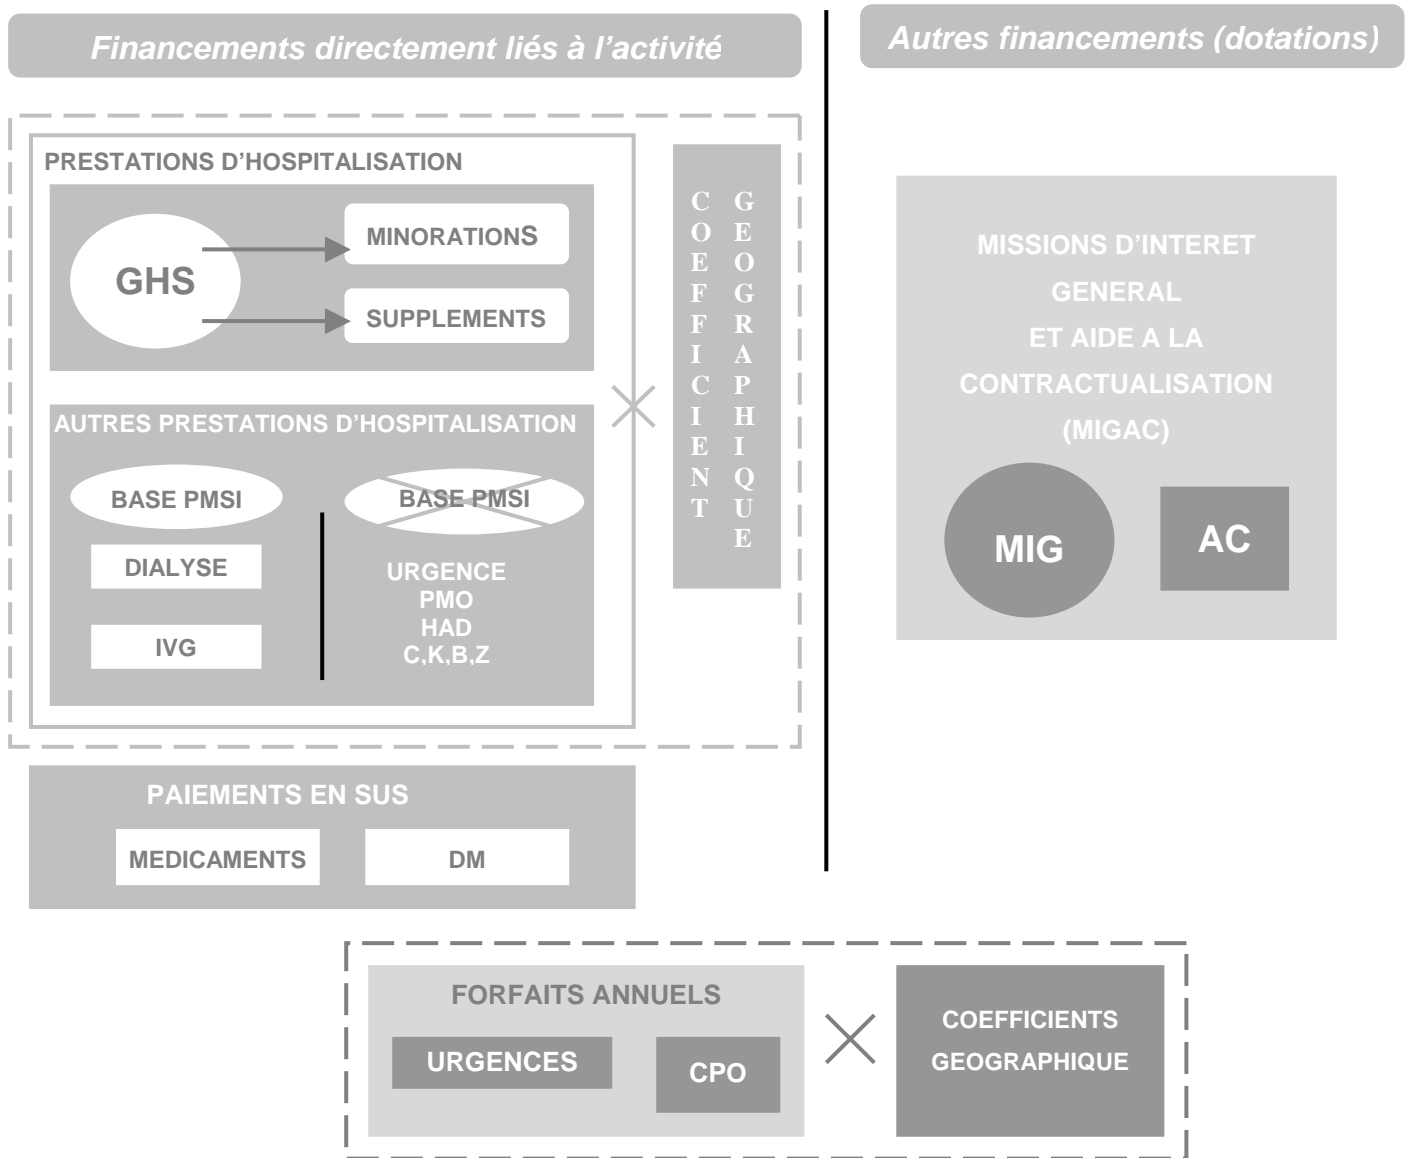 Financements directement liés à l’activité
Autres financements (dotations)
PRESTATIONS D’HOSPITALISATION
GHS
MINORATIONS
SUPPLEMENTS
AUTRES PRESTATIONS D’HOSPITALISATION
BASE PMSI
DIALYSE
IVG
BASE PMSI
URGENCE
PMO
HAD
C,K,B,Z
COEFFICIENT
GEOGRAPHIQUE
MISSIONS D’INTERET
GENERAL
ET AIDE A LA
CONTRACTUALISATION
(MIGAC)
MIG
AC
PAIEMENTS EN SUS
MEDICAMENTS
DM
FORFAITS ANNUELS
URGENCES
CPO
COEFFICIENTS
GEOGRAPHIQUE